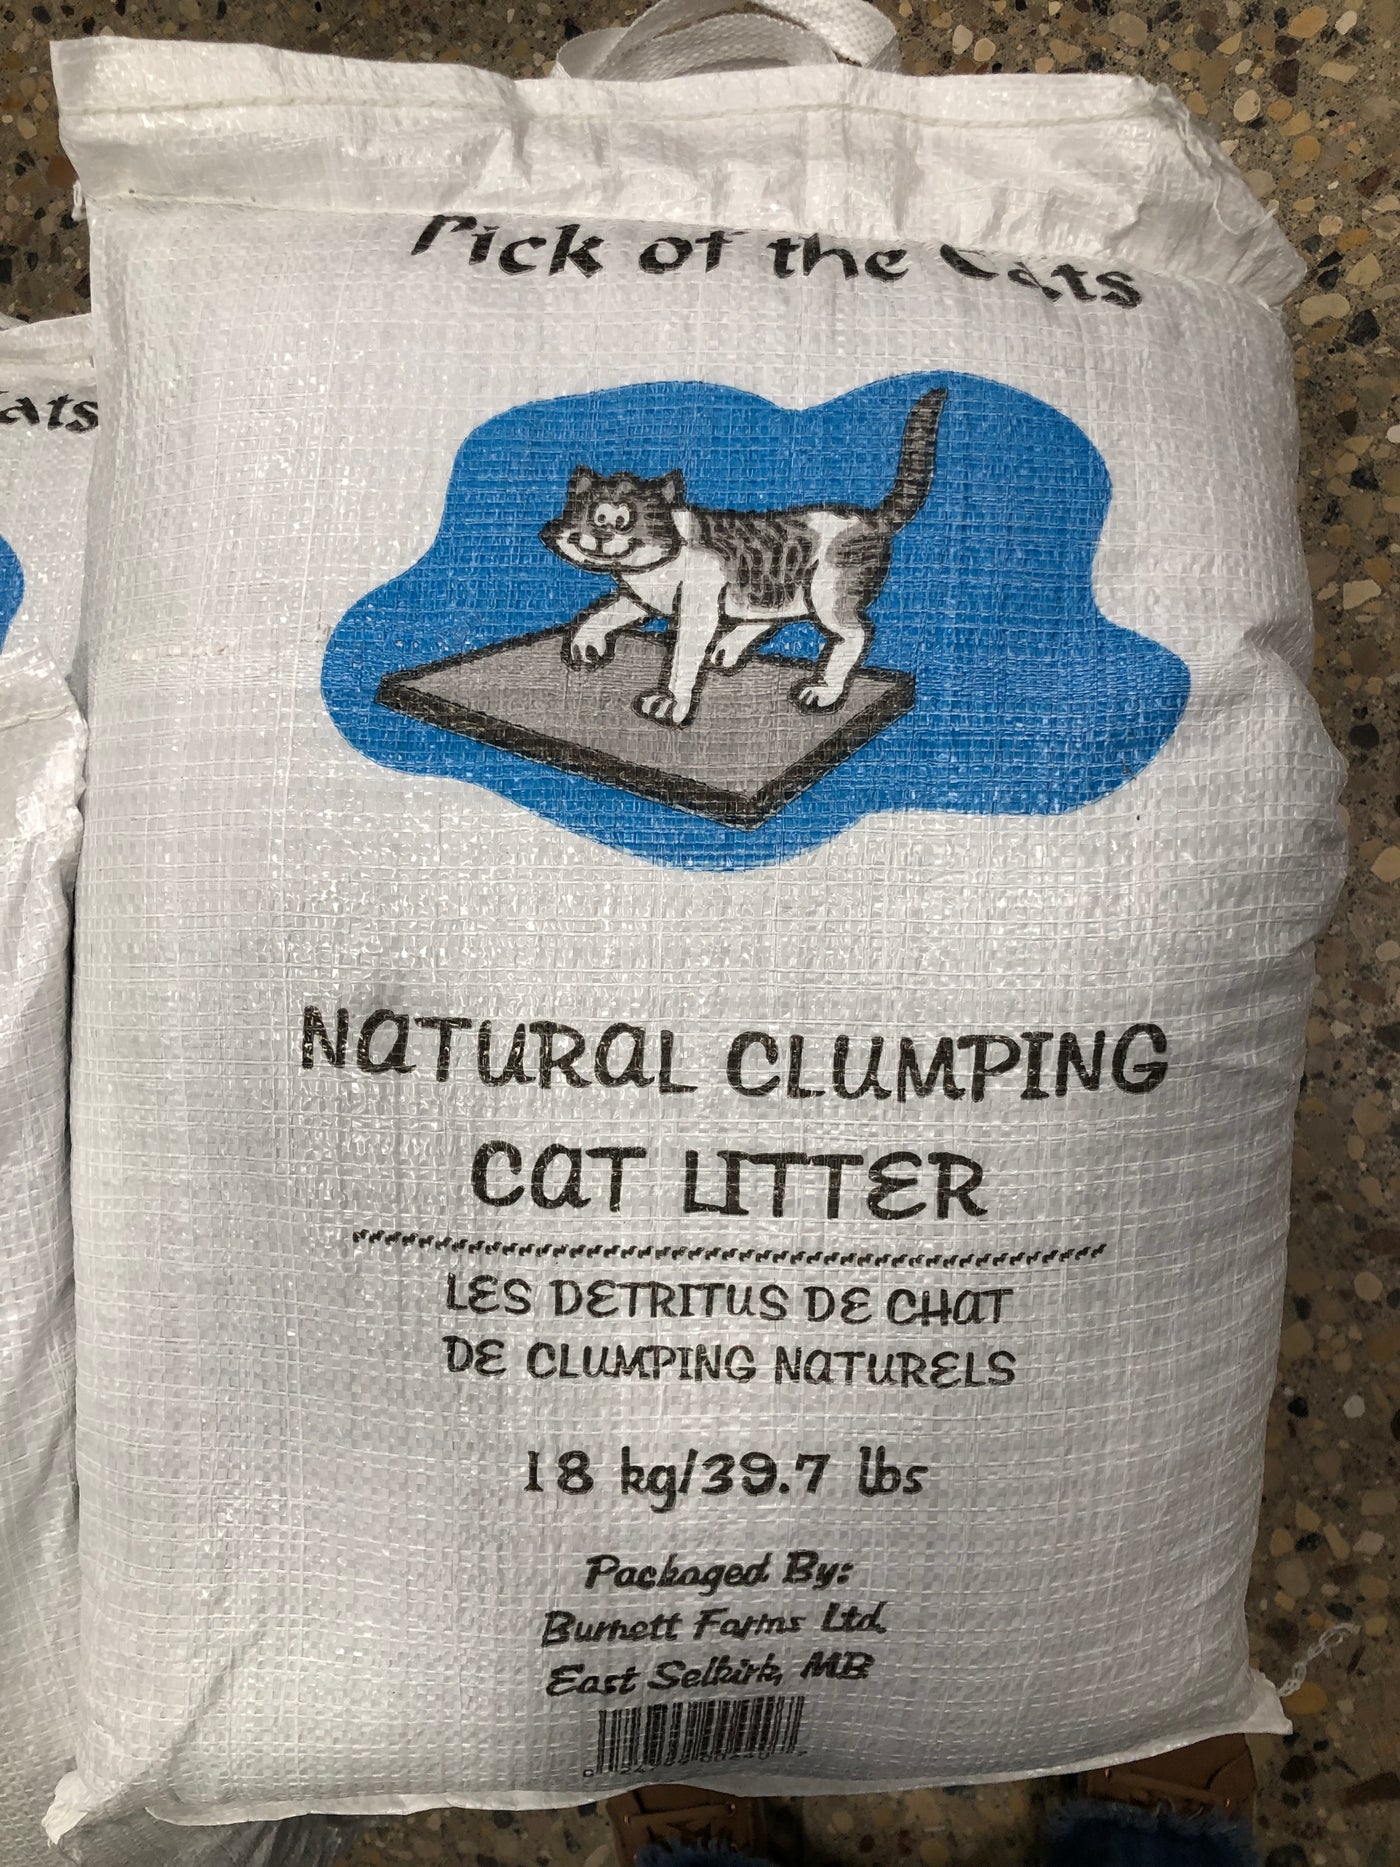 Pick of the Cats
ats
NATURAL CLUMPING
CAT LITTER
LES DETRITUS DE CHAT
DE CLUMPING NATURELS
18 kg/39.7 lbs
Packaged By:
Burnett Farms Ltd.
East Selkirk, MB